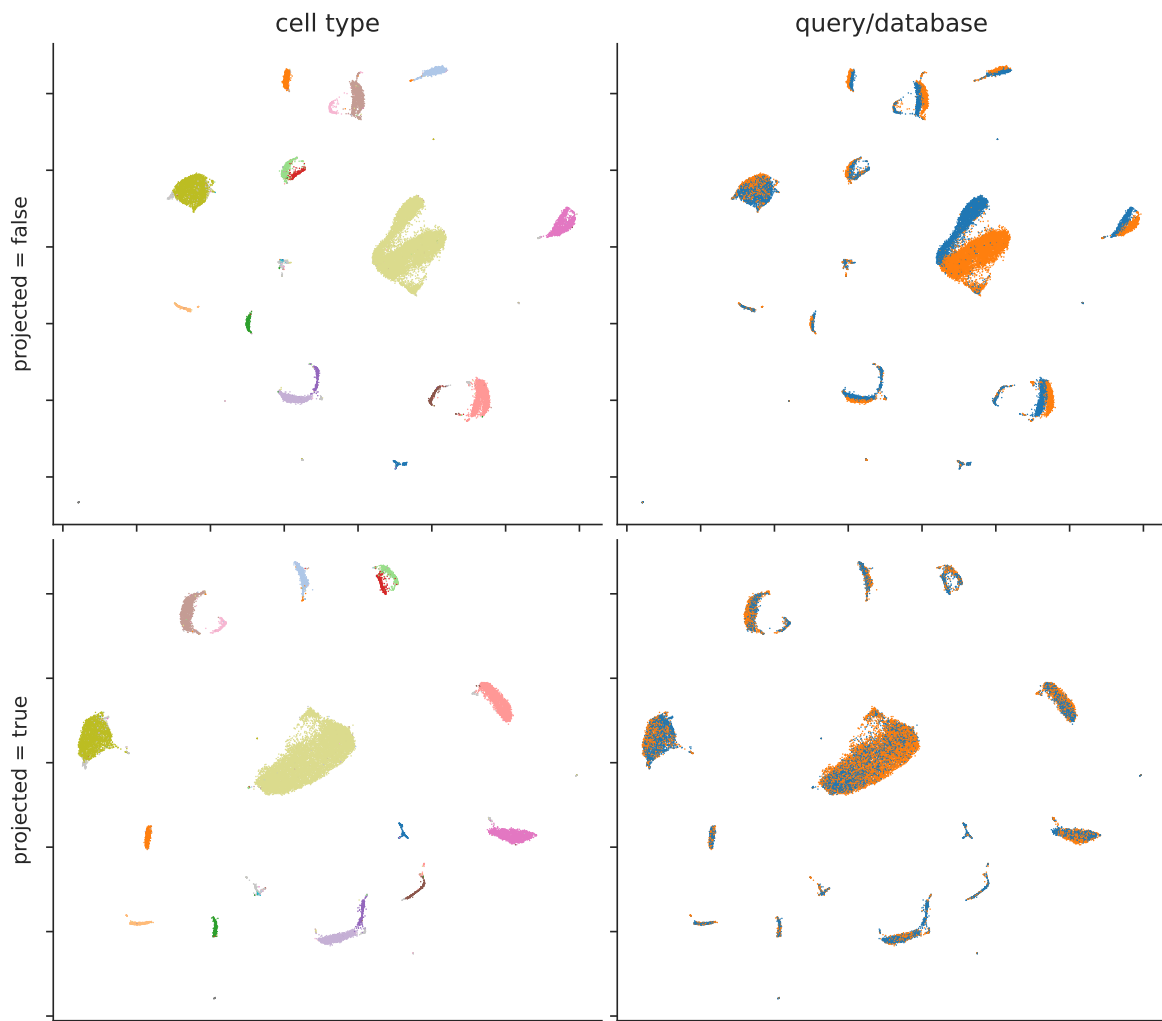 cell type
query/database
projected = false
projected = true